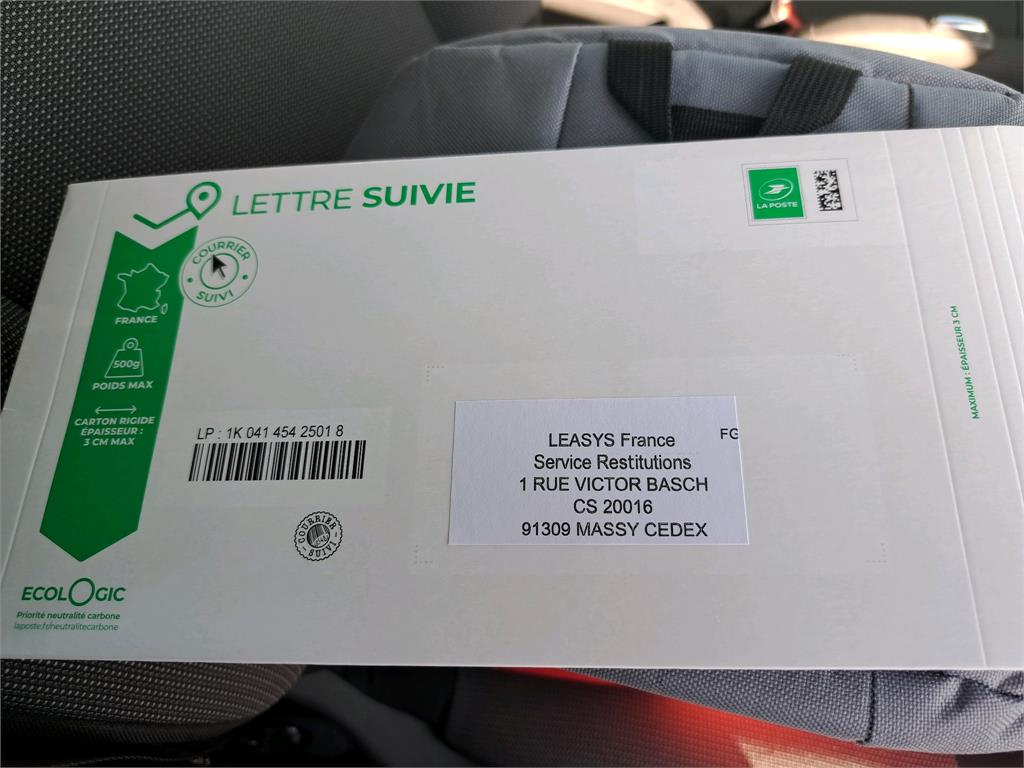 LETTRE SUIVIE
LA POSTE
COURRIER
SUIVI
FRANCE
500g
POIDS MAX
CARTON RIGIDE
ÉPAISSEUR :
3 CM MAX
MAXIMUM : ÉPAISSEUR 3 CM
LP : 1K 041 454 2501 8
COURRIER
SUIVI
LEASYS France
FG
Service Restitutions
1 RUE VICTOR BASCH
CS 20016
91309 MASSY CEDEX
ECOLOGIC
Priorité neutralité carbone
laposte.fr/neutralitecarbone